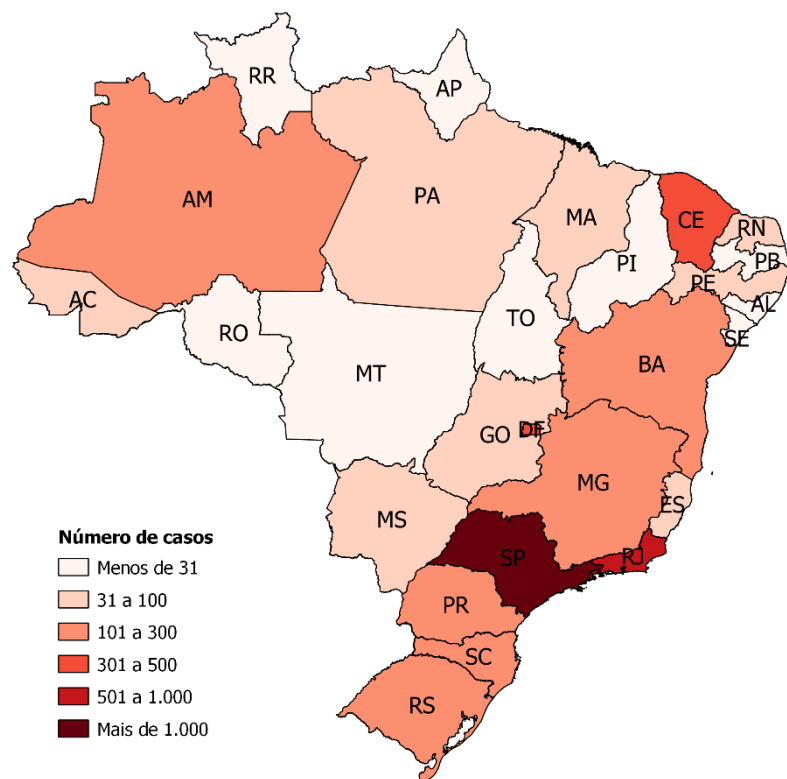 RR
AP
AM
PA
MA
CE
RN
PI
PB
PE
AC
AL
TO
RO
SE
BA
MT
DF
GO
MG
ES
MS
Número de casos
RJ
SP
Menos de 31
31 a 100
PR
101 a 300
301 a 500
SC
501 a 1.000
RS
Mais de 1.000